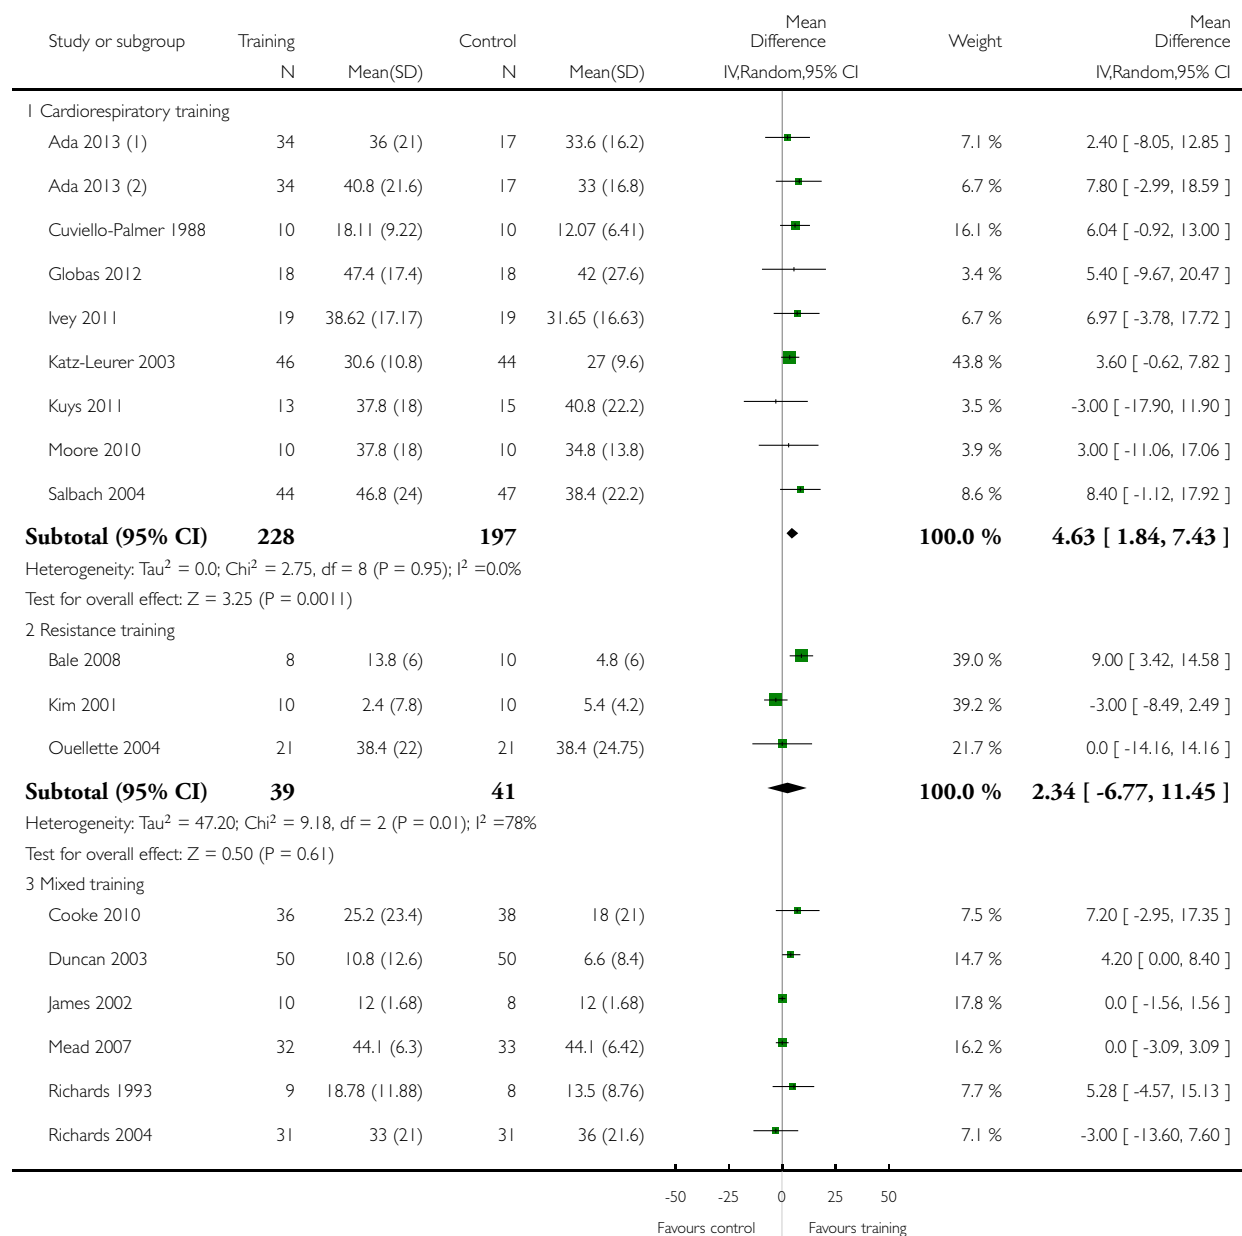 Mean Mean
Study or subgroup Training Control Difference Weight Difference
N Mean(SD) N Mean(SD) IV,Random,95% CI IV,Random,95% CI
1 Cardiorespiratory training
Ada 2013 (1) 34 36 (21) 17 33.6 (16.2) 7.1 % 2.40 [ -8.05, 12.85 ]
Ada 2013 (2) 34 40.8 (21.6) 17 33 (16.8) 6.7 % 7.80 [ -2.99, 18.59 ]
Cuviello-Palmer 1988 10 18.11 (9.22) 10 12.07 (6.41) 16.1 % 6.04 [ -0.92, 13.00 ]
Globas 2012 18 47.4 (17.4) 18 42 (27.6) 3.4 % 5.40 [ -9.67, 20.47 ]
Ivey 2011 19 38.62 (17.17) 19 31.65 (16.63) 6.7 % 6.97 [ -3.78, 17.72 ]
Katz-Leurer 2003 46 30.6 (10.8) 44 27 (9.6) 43.8 % 3.60 [ -0.62, 7.82 ]
Kuys 2011 13 37.8 (18) 15 40.8 (22.2) 3.5 % -3.00 [ -17.90, 11.90 ]
Moore 2010 10 37.8 (18) 10 34.8 (13.8) 3.9 % 3.00 [ -11.06, 17.06 ]
Salbach 2004 44 46.8 (24) 47 38.4 (22.2) 8.6 % 8.40 [ -1.12, 17.92 ]
Subtotal (95% CI) 228 197 100.0 % 4.63 [ 1.84, 7.43 ]
Heterogeneity: Tau² = 0.0; Chi² = 2.75, df = 8 (P = 0.95); I² =0.0%
Test for overall effect: Z = 3.25 (P = 0.0011)
2 Resistance training
Bale 2008 8 13.8 (6) 10 4.8 (6) 39.0 % 9.00 [ 3.42, 14.58 ]
Kim 2001 10 2.4 (7.8) 10 5.4 (4.2) 39.2 % -3.00 [ -8.49, 2.49 ]
Ouellette 2004 21 38.4 (22) 21 38.4 (24.75) 21.7 % 0.0 [ -14.16, 14.16 ]
Subtotal (95% CI) 39 41 100.0 % 2.34 [ -6.77, 11.45 ]
Heterogeneity: Tau² = 47.20; Chi² = 9.18, df = 2 (P = 0.01); I² =78%
Test for overall effect: Z = 0.50 (P = 0.61)
3 Mixed training
Cooke 2010 36 25.2 (23.4) 38 18 (21) 7.5 % 7.20 [ -2.95, 17.35 ]
Duncan 2003 50 10.8 (12.6) 50 6.6 (8.4) 14.7 % 4.20 [ 0.00, 8.40 ]
James 2002 10 12 (1.68) 8 12 (1.68) 17.8 % 0.0 [ -1.56, 1.56 ]
Mead 2007 32 44.1 (6.3) 33 44.1 (6.42) 16.2 % 0.0 [ -3.09, 3.09 ]
Richards 1993 9 18.78 (11.88) 8 13.5 (8.76) 7.7 % 5.28 [ -4.57, 15.13 ]
Richards 2004 31 33 (21) 31 36 (21.6) 7.1 % -3.00 [ -13.60, 7.60 ]
-50 -25 0 25 50
Favours control Favours training